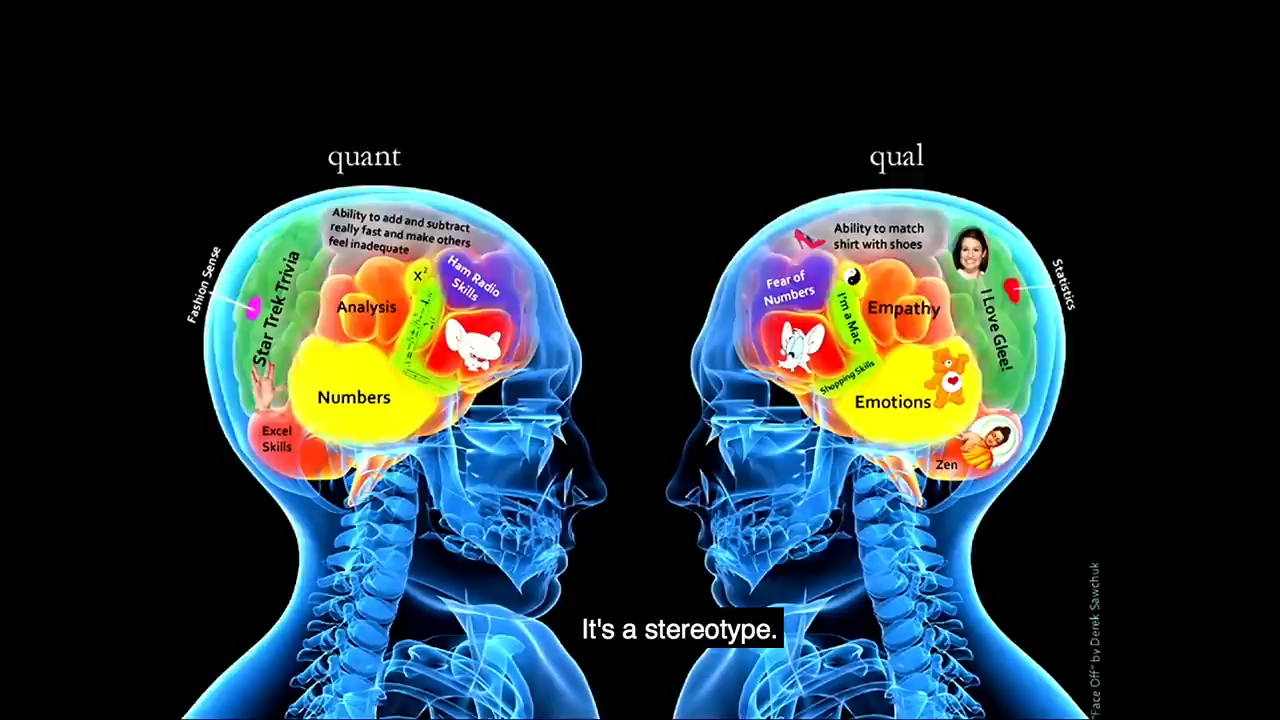 quant
qual
Ability to add and subtract
really fast and make others
feel inadequate
Fashion Sense
Star Trek Trivia
Analysis
X²
Ham Radio
Skills
Numbers
Excel
Skills
Ability to match
shirt with shoes
Fear of
Numbers
I'm a Mac
Empathy
I Love Glee!
Statistics
Shopping Skills
Emotions
Zen
It's a stereotype.
"Face Off" by Derek Sawchuk